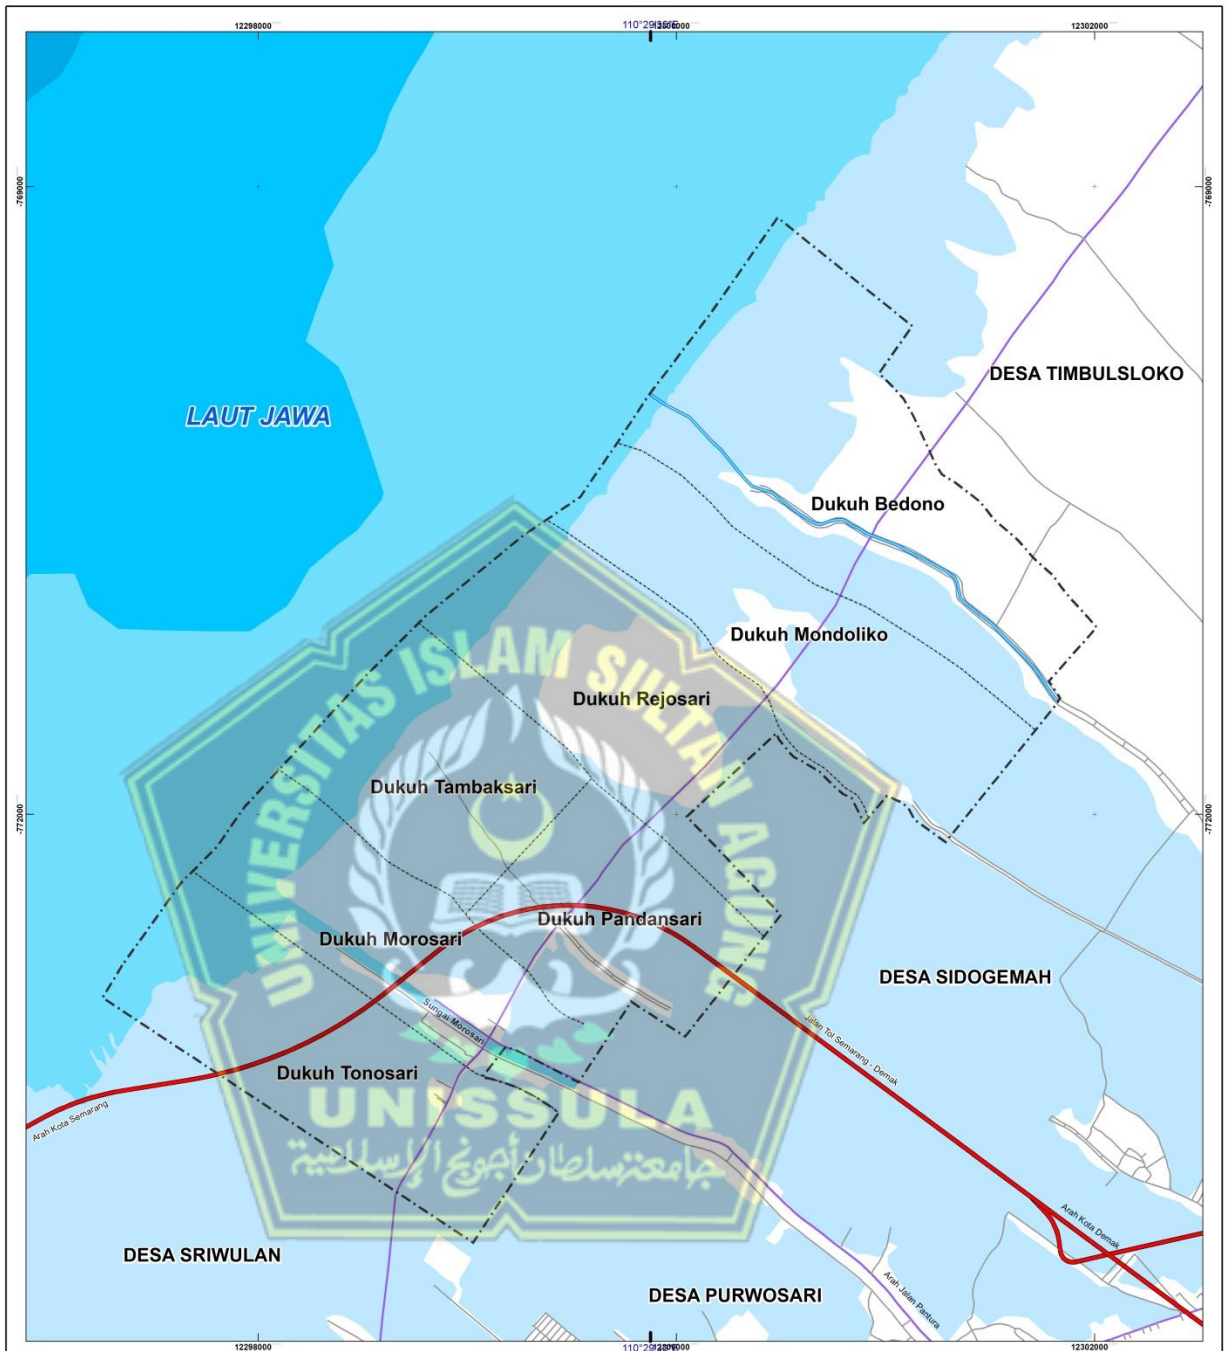 12298000
110°29'30"E
12302000
-769000
-769000
DESA TIMBULSLOKO
LAUT JAWA
Dukuh Bedono
Dukuh Mondoliko
UNIVERSITAS ISLAM SULTAN AGUNG
Dukuh Rejosari
Dukuh Tambaksari
-772000
-772000
Dukuh Pandansari
Dukuh Morosari
DESA SIDOGEMAH
Sungai Morosari
Jalan Tol Semarang - Demak
Dukuh Tonosari
Arah Kota Semarang
UNISSULA
جامعتنسلطان أجونج الإسلامية
Arah Kota Demak
DESA SRIWULAN
DESA PURWOSARI
Arah Jalan Pantura
12298000
12302000